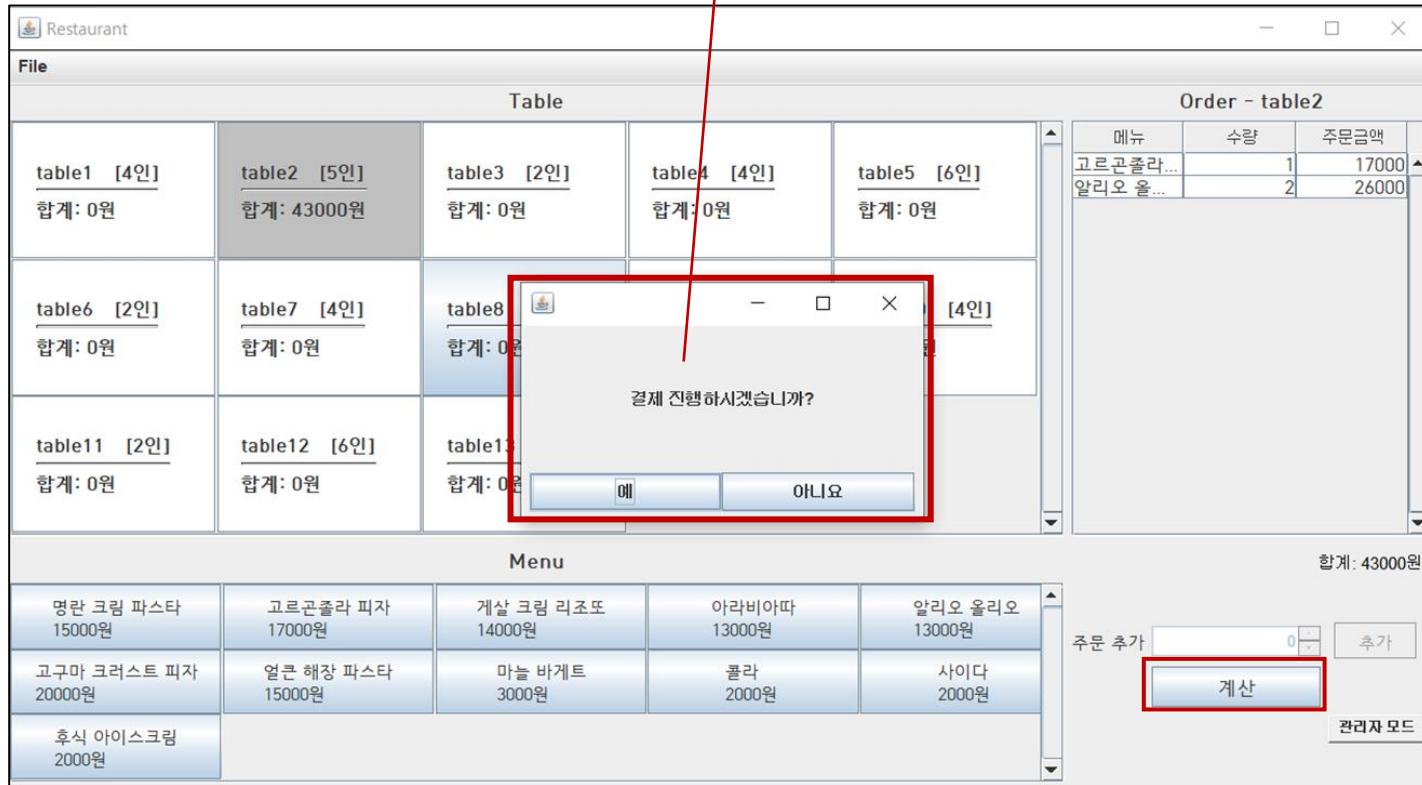 Restaurant
File
Table
Order - table2
table1 [4인]
합계: 0원
table2 [5인]
합계: 43000원
table3 [2인]
합계: 0원
table4 [4인]
합계: 0원
table5 [6인]
합계: 0원
메뉴 수량 주문금액
고르곤졸라... 1 17000
알리오 올... 2 26000
table6 [2인]
합계: 0원
table7 [4인]
합계: 0원
table8
합계:
[4인]
결제 진행하시겠습니까?
예 아니요
table11 [2인]
합계: 0원
table12 [6인]
합계: 0원
table13
합계:
Menu
합계: 43000원
명란 크림 파스타
15000원
고르곤졸라 피자
17000원
게살 크림 리조또
14000원
아라비아따
13000원
알리오 올리오
13000원
고구마 크러스트 피자
20000원
얼큰 해장 파스타
15000원
마늘 바게트
3000원
콜라
2000원
사이다
2000원
후식 아이스크림
2000원
주문 추가 0 추가
계산
관리자 모드